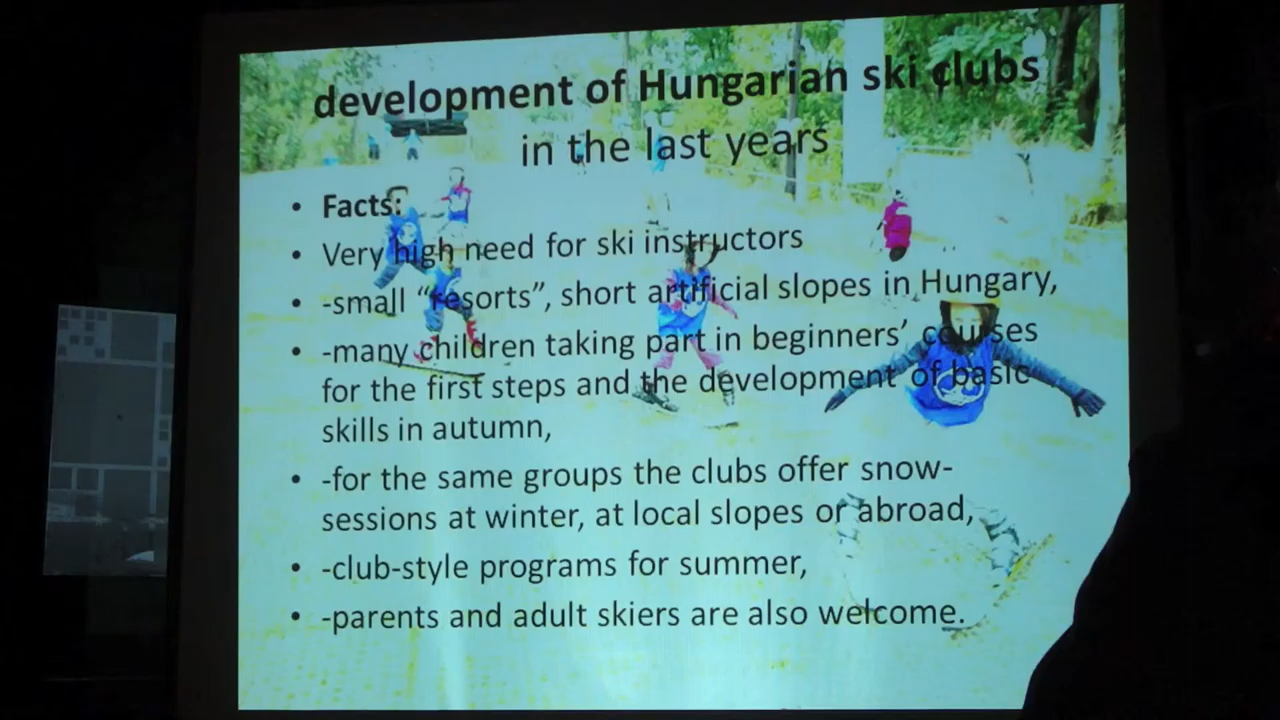 development of Hungarian ski clubs
in the last years
• Facts:
• Very high need for ski instructors
• -small “resorts”, short artificial slopes in Hungary,
• -many children taking part in beginners’ courses
for the first steps and the development of basic
skills in autumn,
• -for the same groups the clubs offer snow-
sessions at winter, at local slopes or abroad,
• -club-style programs for summer,
• -parents and adult skiers are also welcome.